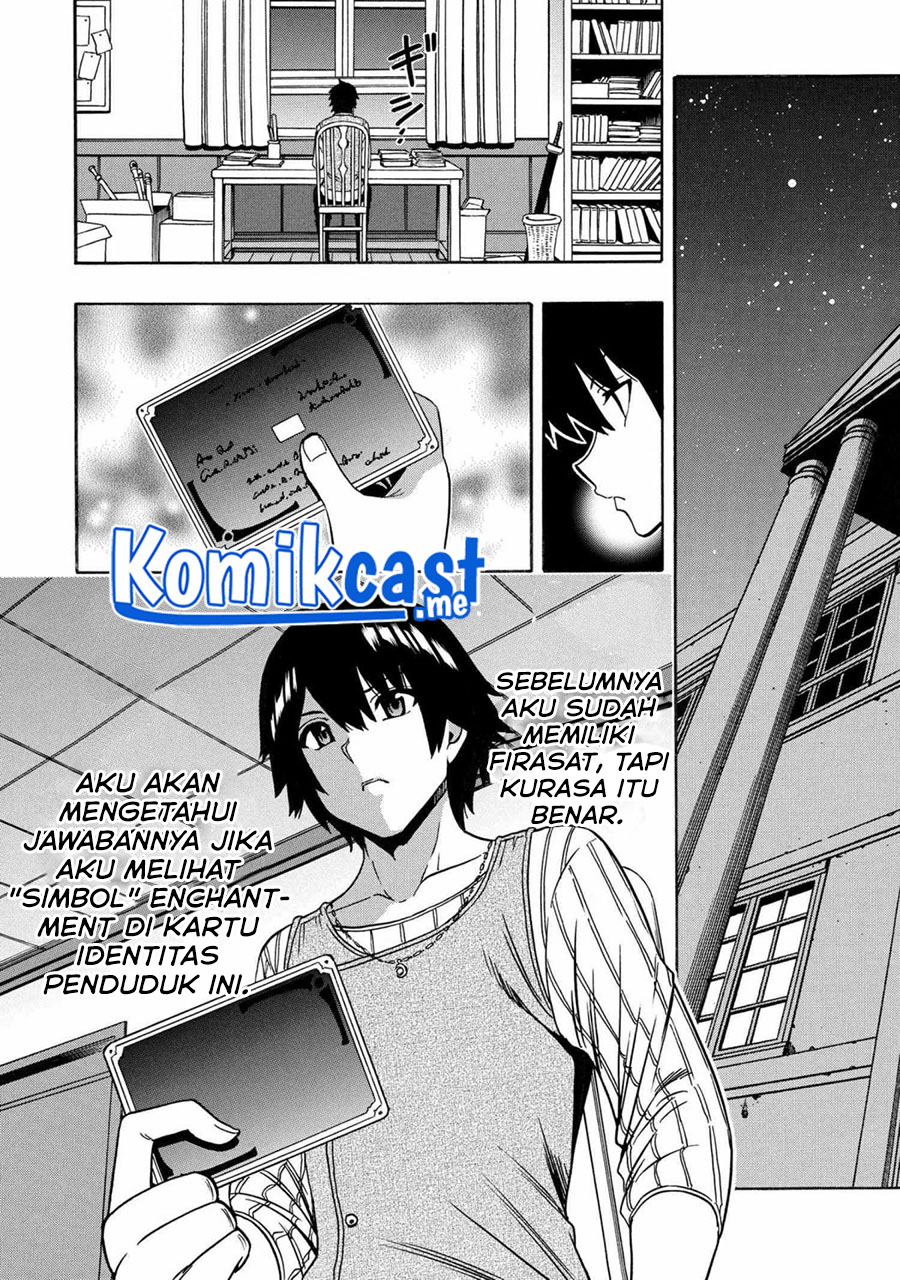 ギシ…
Komikcast
.me
SEBELUMNYA
AKU SUDAH
MEMILIKI
FIRASAT, TAPI
KURASA ITU
BENAR.
AKU AKAN
MENGETAHUI
JAWABANNYA JIKA
AKU MELIHAT
"SIMBOL" ENCHANT-
MENT DI KARTU
IDENTITAS
PENDUDUK INI.